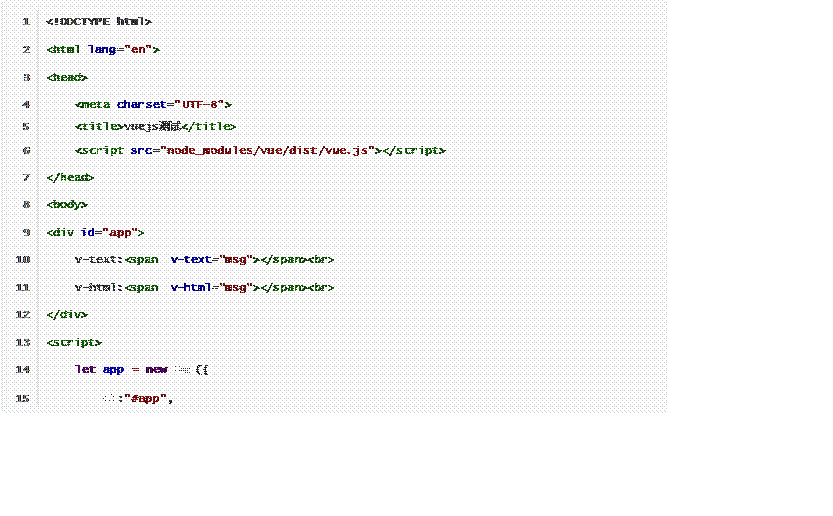 1 <!DOCTYPE html>
2 <html lang="en">
3 <head>
4 <meta charset="UTF-8">
5 <title>vuejs测试</title>
6 <script src="node_modules/vue/dist/vue.js"></script>
7 </head>
8 <body>
9 <div id="app">
10 v-text:<span v-text="msg"></span><br>
11 v-html:<span v-html="msg"></span><br>
12 </div>
13 <script>
14 let app = new ({
15 :"#app",